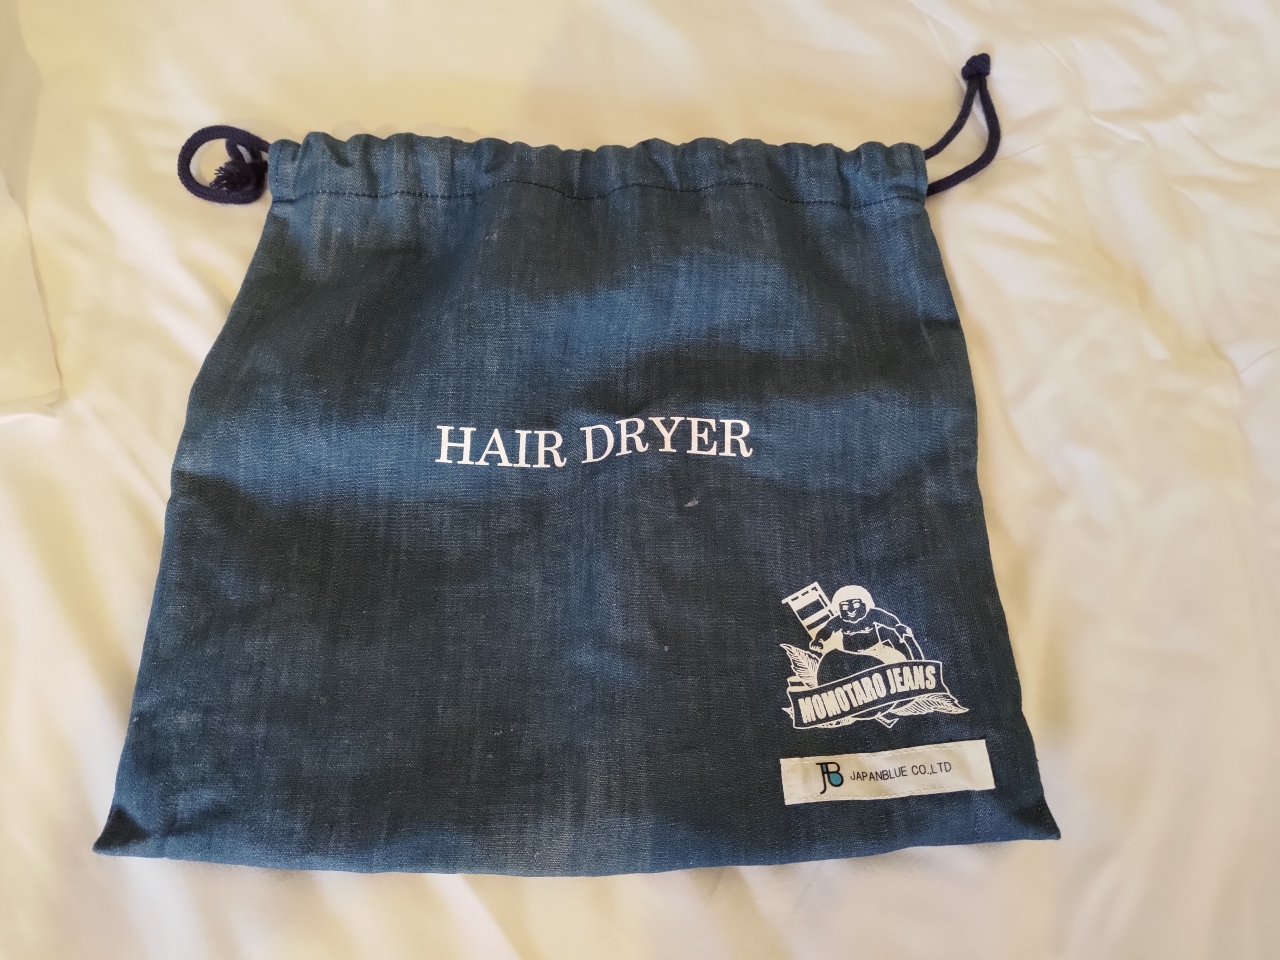 HAIR DRYER
MOMOTARO JEANS
JB JAPANBLUE CO.,LTD